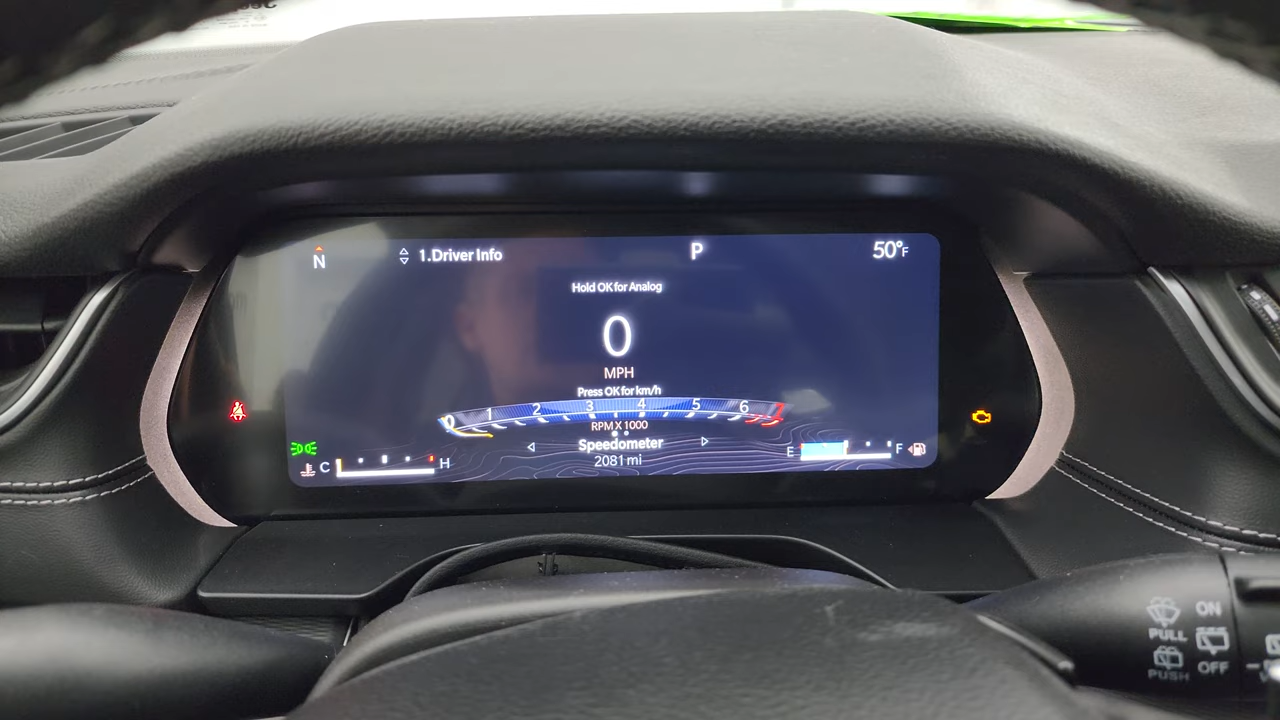 N
1.Driver Info
P
50°F
Hold OK for Analog
0
MPH
Press OK for km/h
0 1 2 3 4 5 6 7
RPM X 1000
Speedometer
2081 mi
C H
E F
ON
PULL
OFF
PUSH